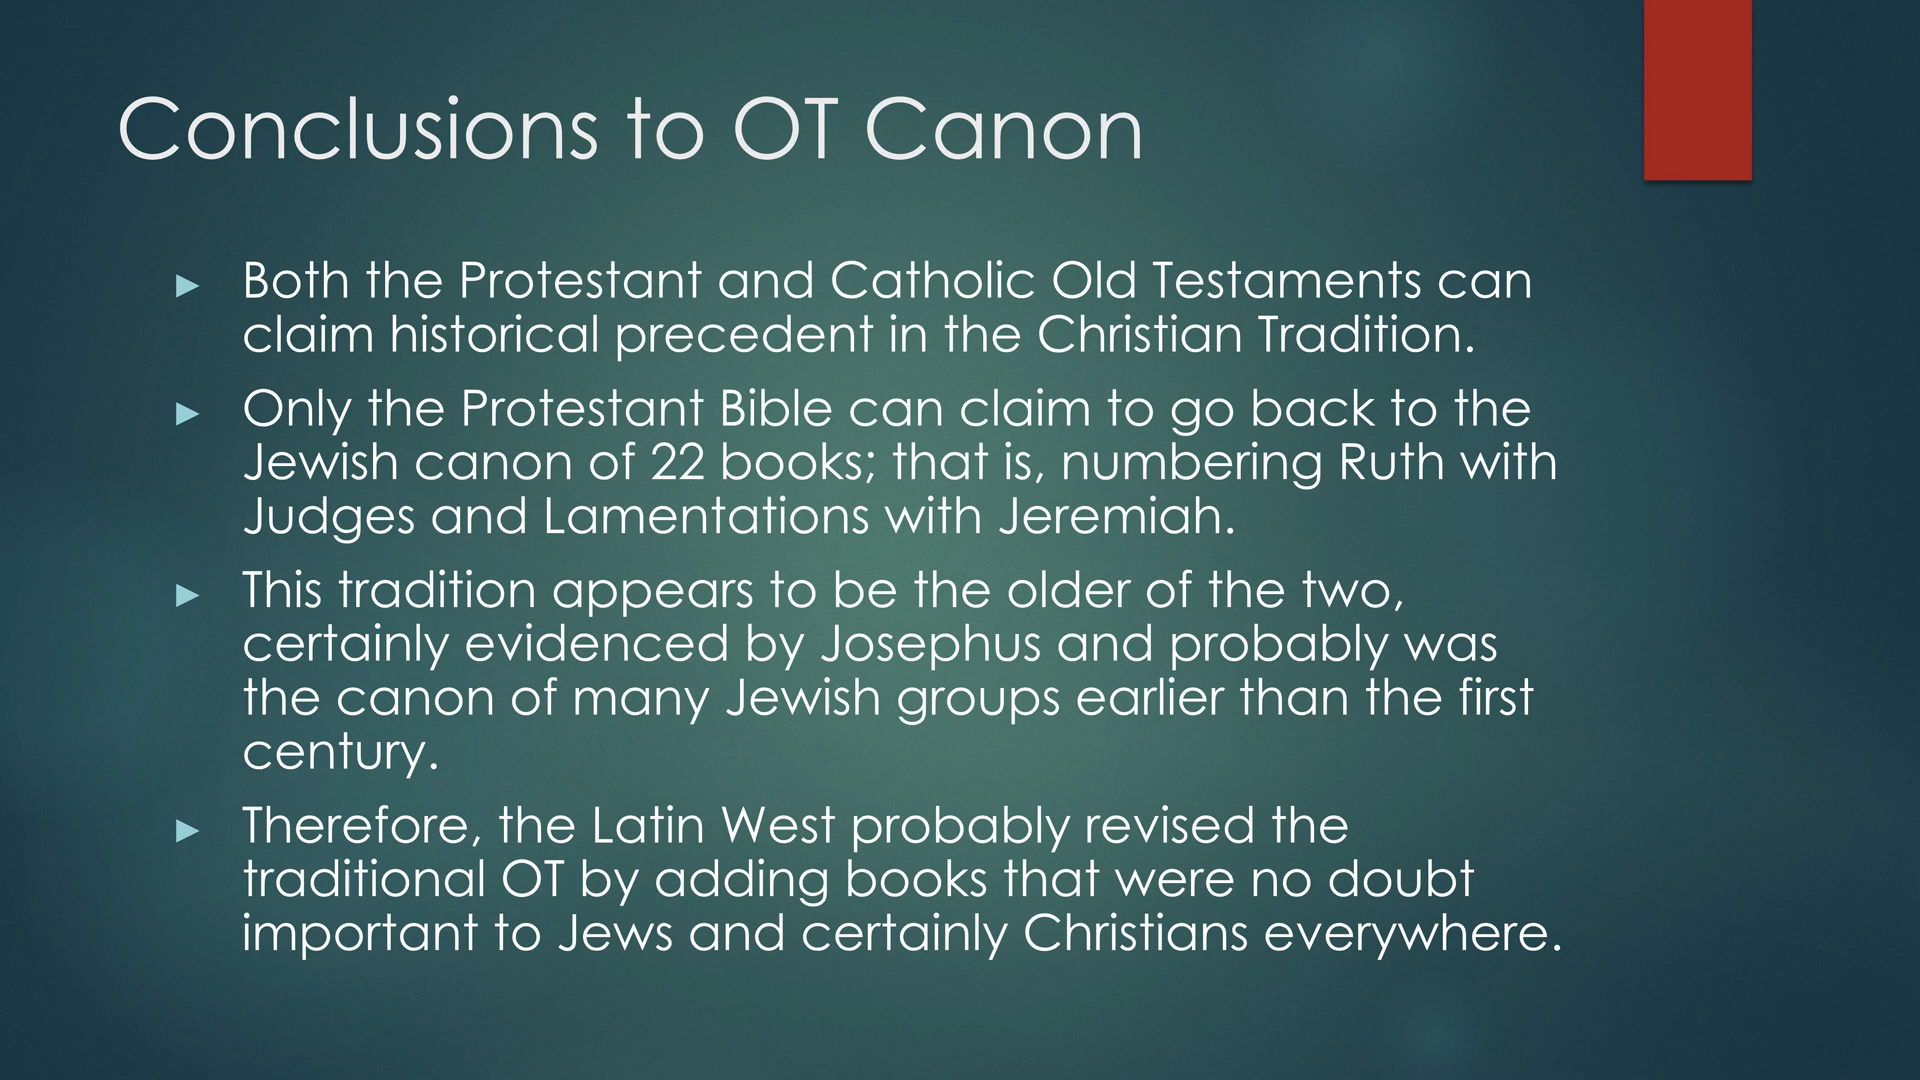 Conclusions to OT Canon
Both the Protestant and Catholic Old Testaments can
claim historical precedent in the Christian Tradition.
Only the Protestant Bible can claim to go back to the
Jewish canon of 22 books; that is, numbering Ruth with
Judges and Lamentations with Jeremiah.
This tradition appears to be the older of the two,
certainly evidenced by Josephus and probably was
the canon of many Jewish groups earlier than the first
century.
Therefore, the Latin West probably revised the
traditional OT by adding books that were no doubt
important to Jews and certainly Christians everywhere.